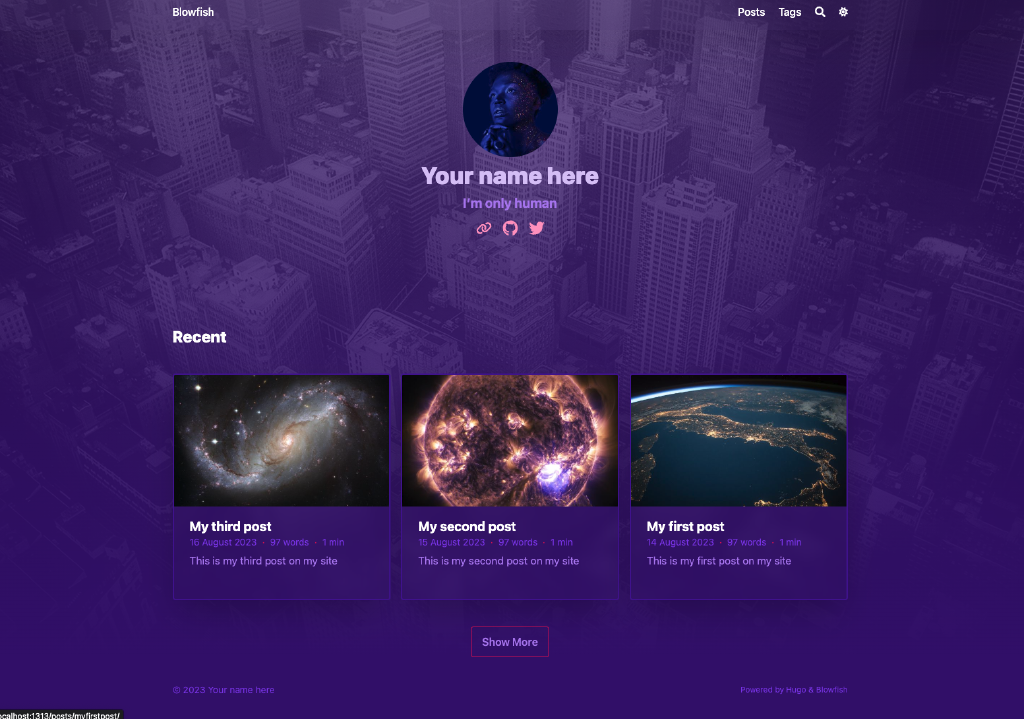 Blowfish
Posts Tags
Your name here
I'm only human
Recent
My third post
16 August 2023 · 97 words · 1 min
This is my third post on my site
My second post
15 August 2023 · 97 words · 1 min
This is my second post on my site
My first post
14 August 2023 · 97 words · 1 min
This is my first post on my site
Show More
© 2023 Your name here
Powered by Hugo & Blowfish
ocalhost:1313/posts/myfirstpost/